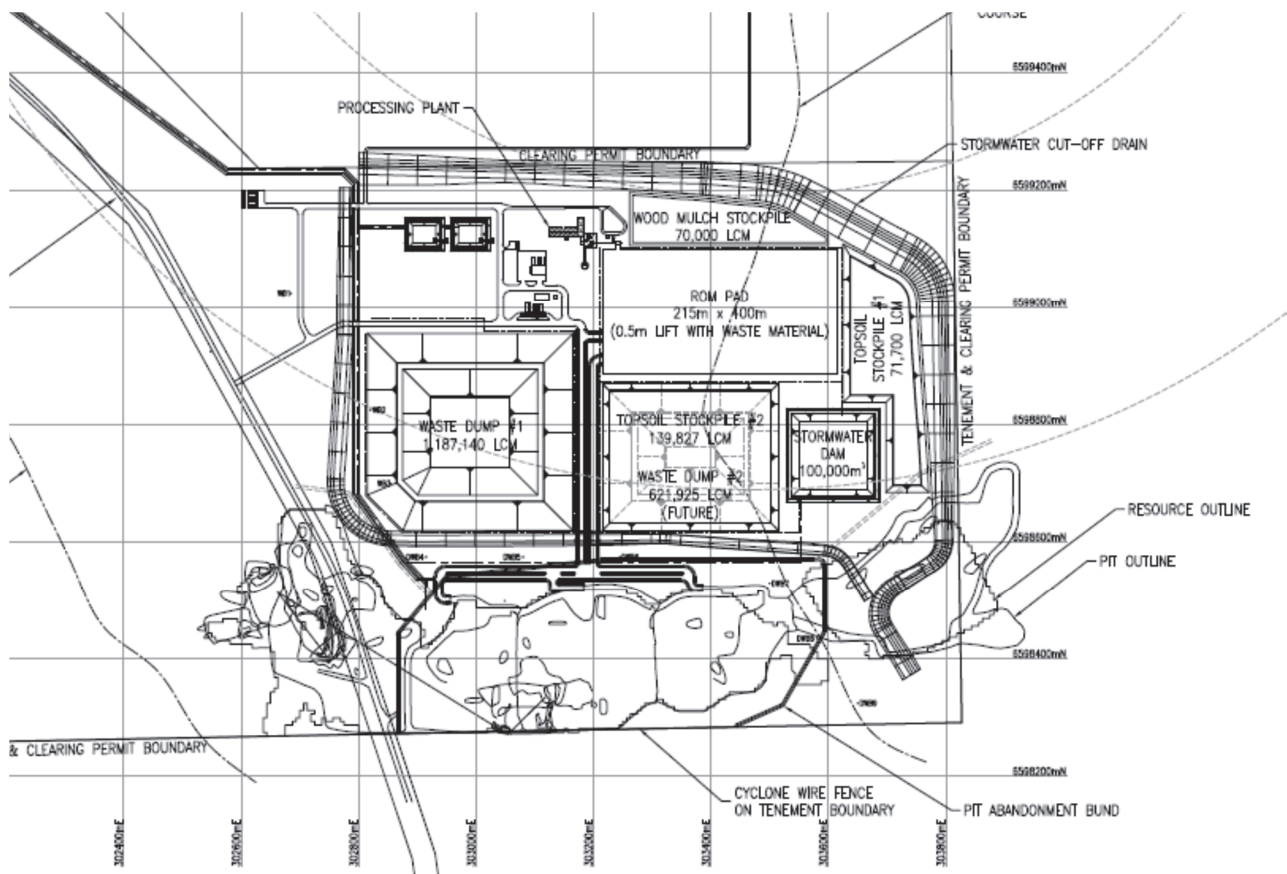 COURSE
6599400mN
PROCESSING PLANT
STORMWATER CUT-OFF DRAIN
CLEARING PERMIT BOUNDARY
6599200mN
WOOD MULCH STOCKPILE
70,000 LCM
TENEMENT & CLEARING PERMIT BOUNDARY
ROM PAD
215m x 400m
(0.5m LIFT WITH WASTE MATERIAL)
6599000mN
TOPSOIL
STOCKPILE #1
71,700 LCM
WASTE DUMP #1
1,187,140 LCM
TOPSOIL STOCKPILE #2
139,827 LCM
6598800mN
STORMWATER
DAM
100,000m³
WASTE DUMP #2
621,925 LCM
(FUTURE)
6598600mN
RESOURCE OUTLINE
PIT OUTLINE
6598400mN
& CLEARING PERMIT BOUNDARY
6598200mN
CYCLONE WIRE FENCE
ON TENEMENT BOUNDARY
PIT ABANDONMENT BUND
302400mE
302600mE
302800mE
303000mE
303200mE
303400mE
303600mE
303800mE